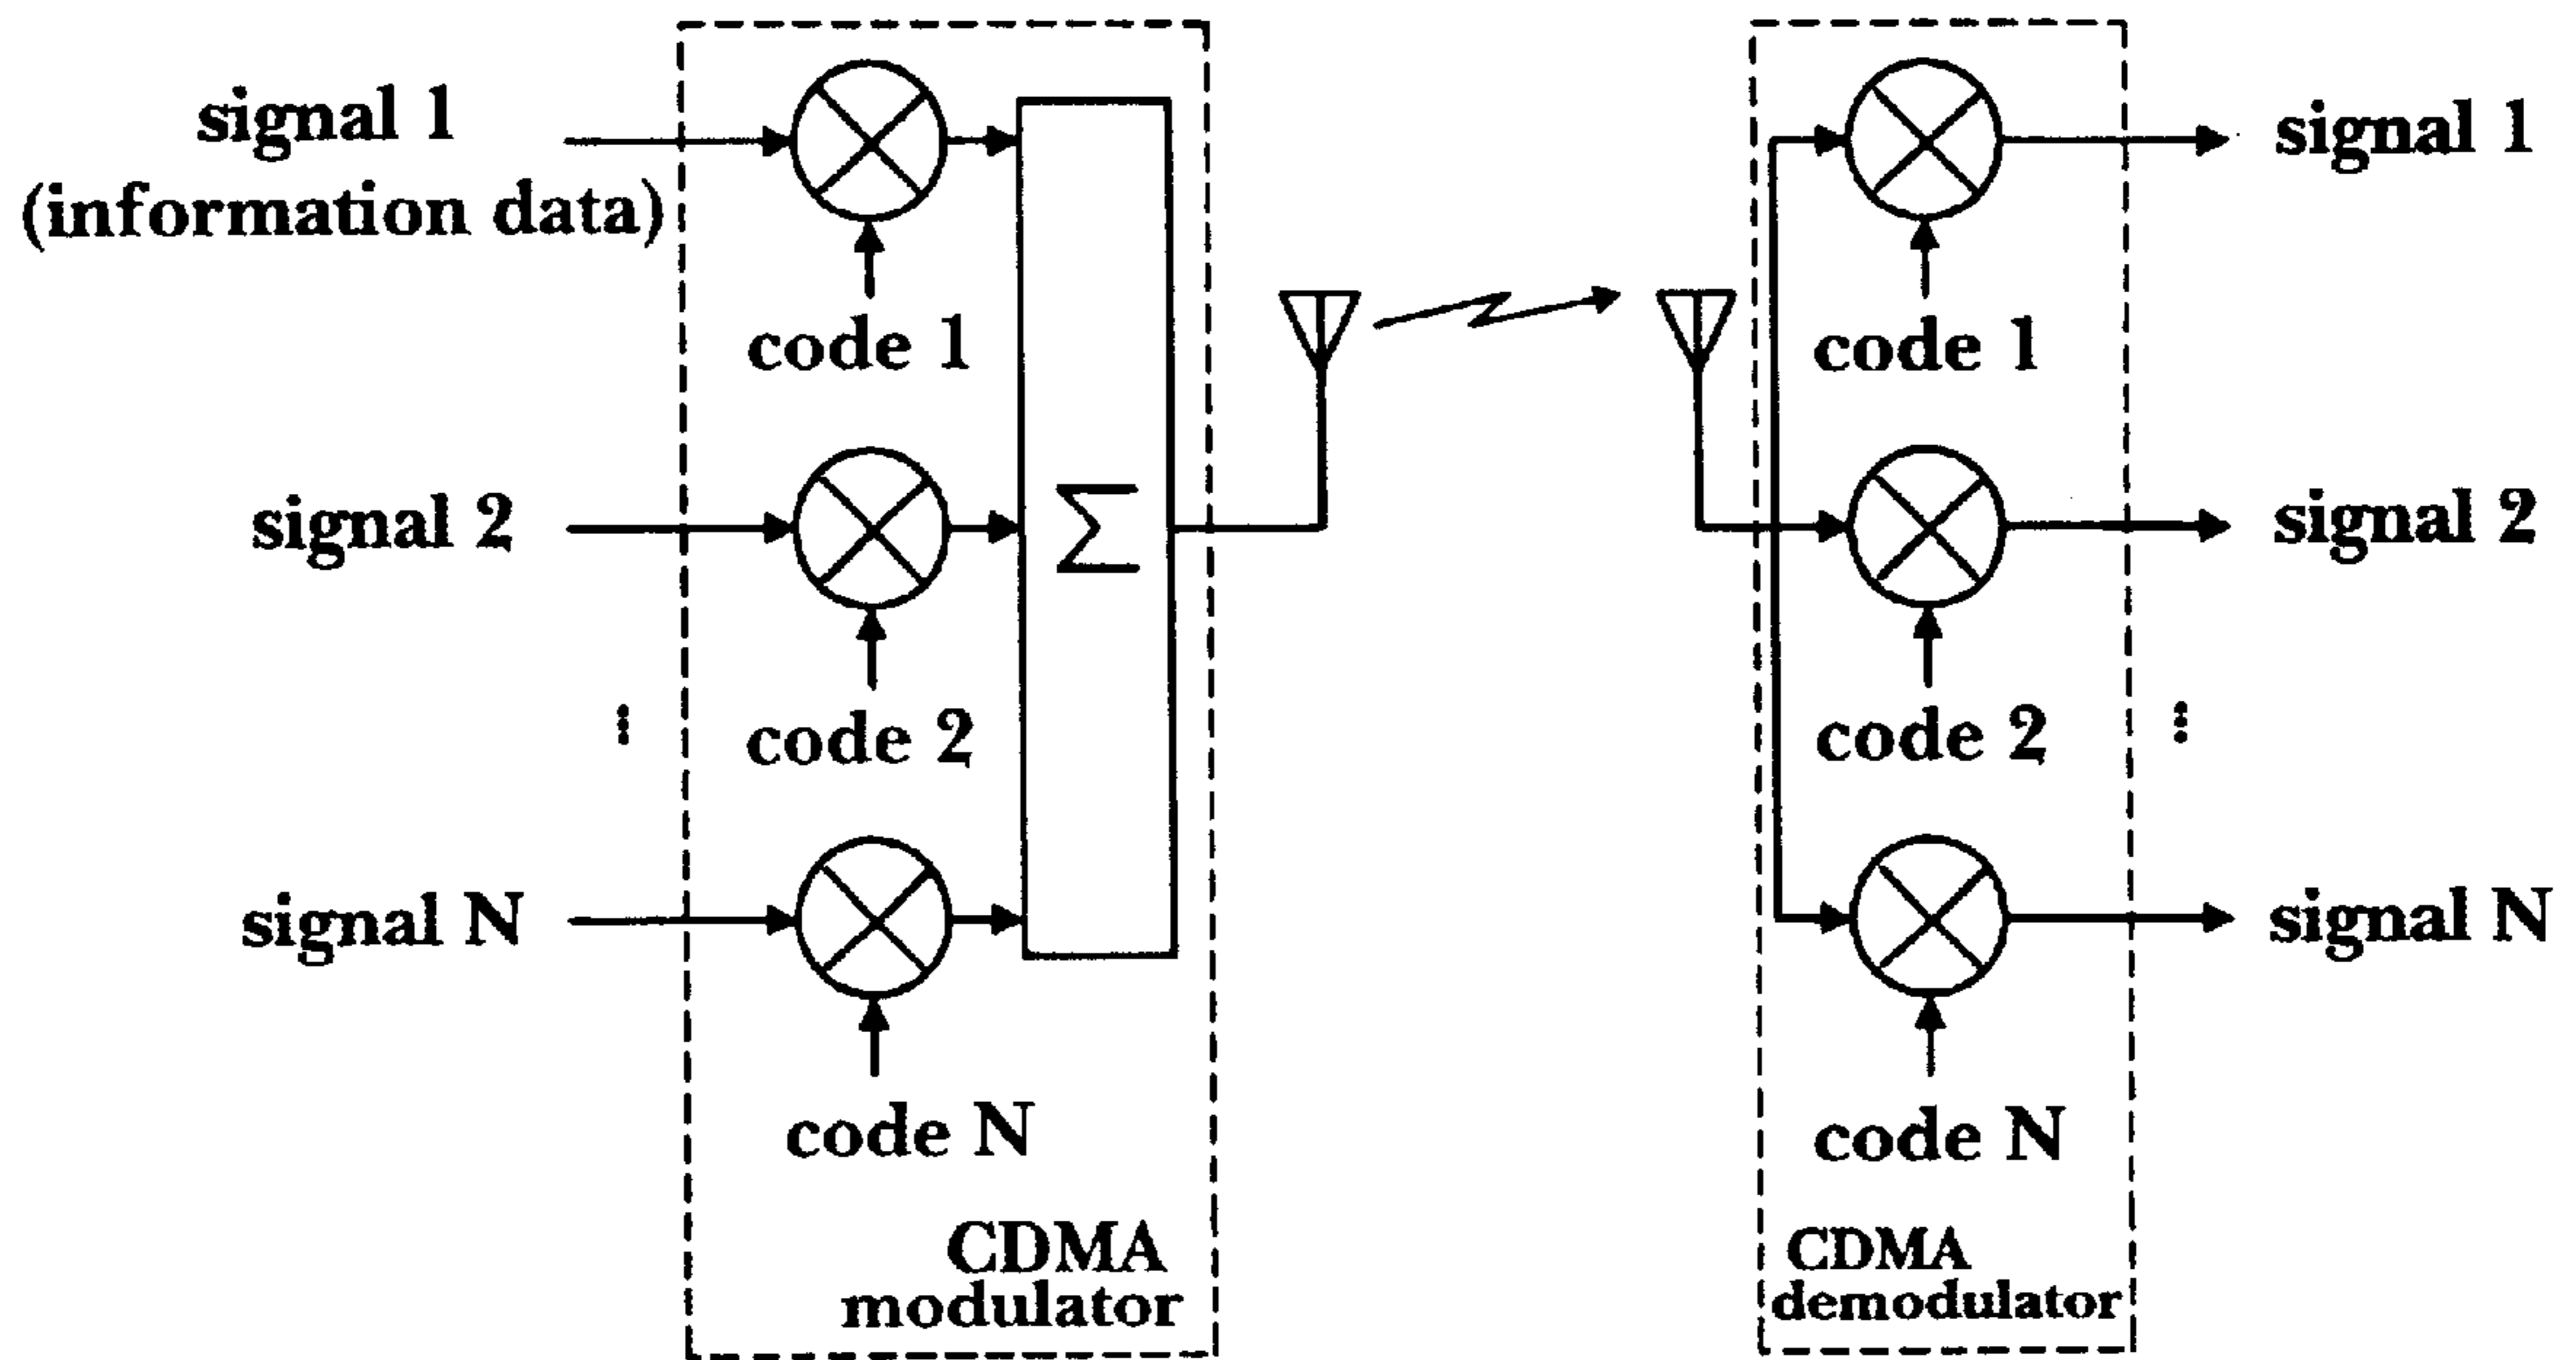 signal 1
(information data)
code 1
signal 2
code 2
signal N
code N
Σ
CDMA
modulator
code 1
signal 1
code 2
signal 2
code N
signal N
CDMA
demodulator